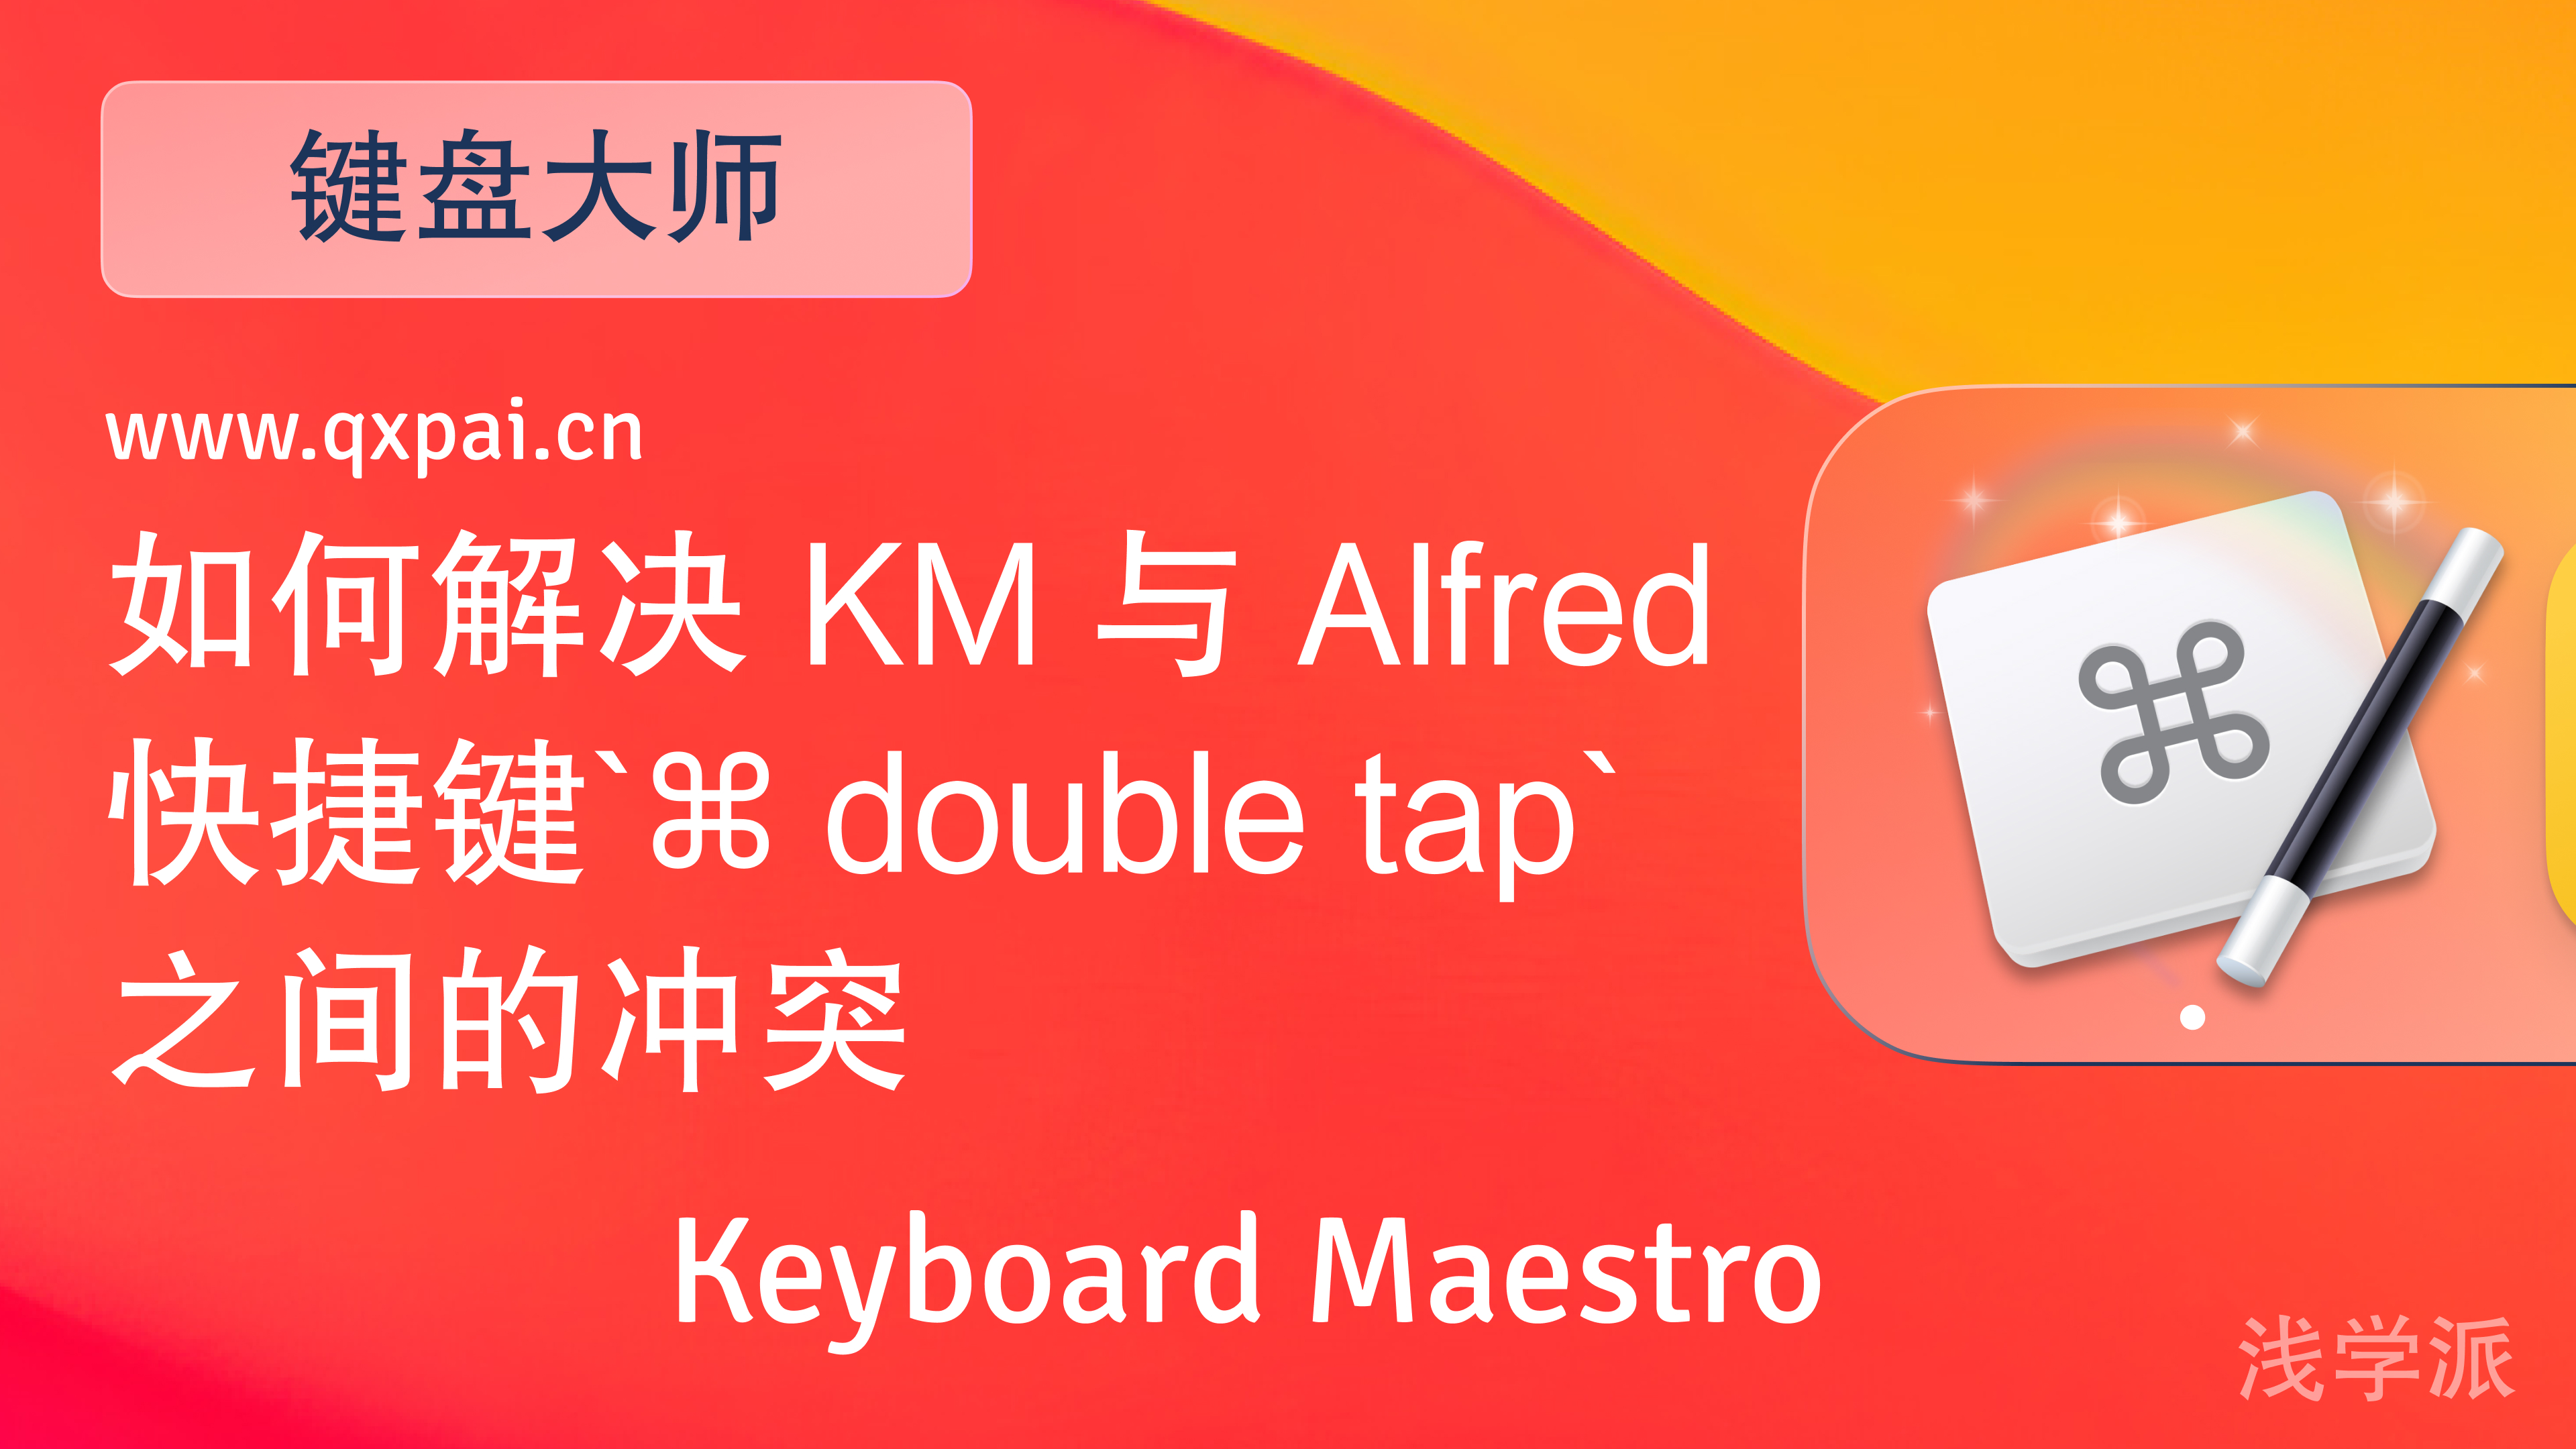 键盘大师
www.qxpai.cn
如何解决 KM 与 Alfred
快捷键`⌘ double tap`
之间的冲突
⌘
Keyboard Maestro
浅学派